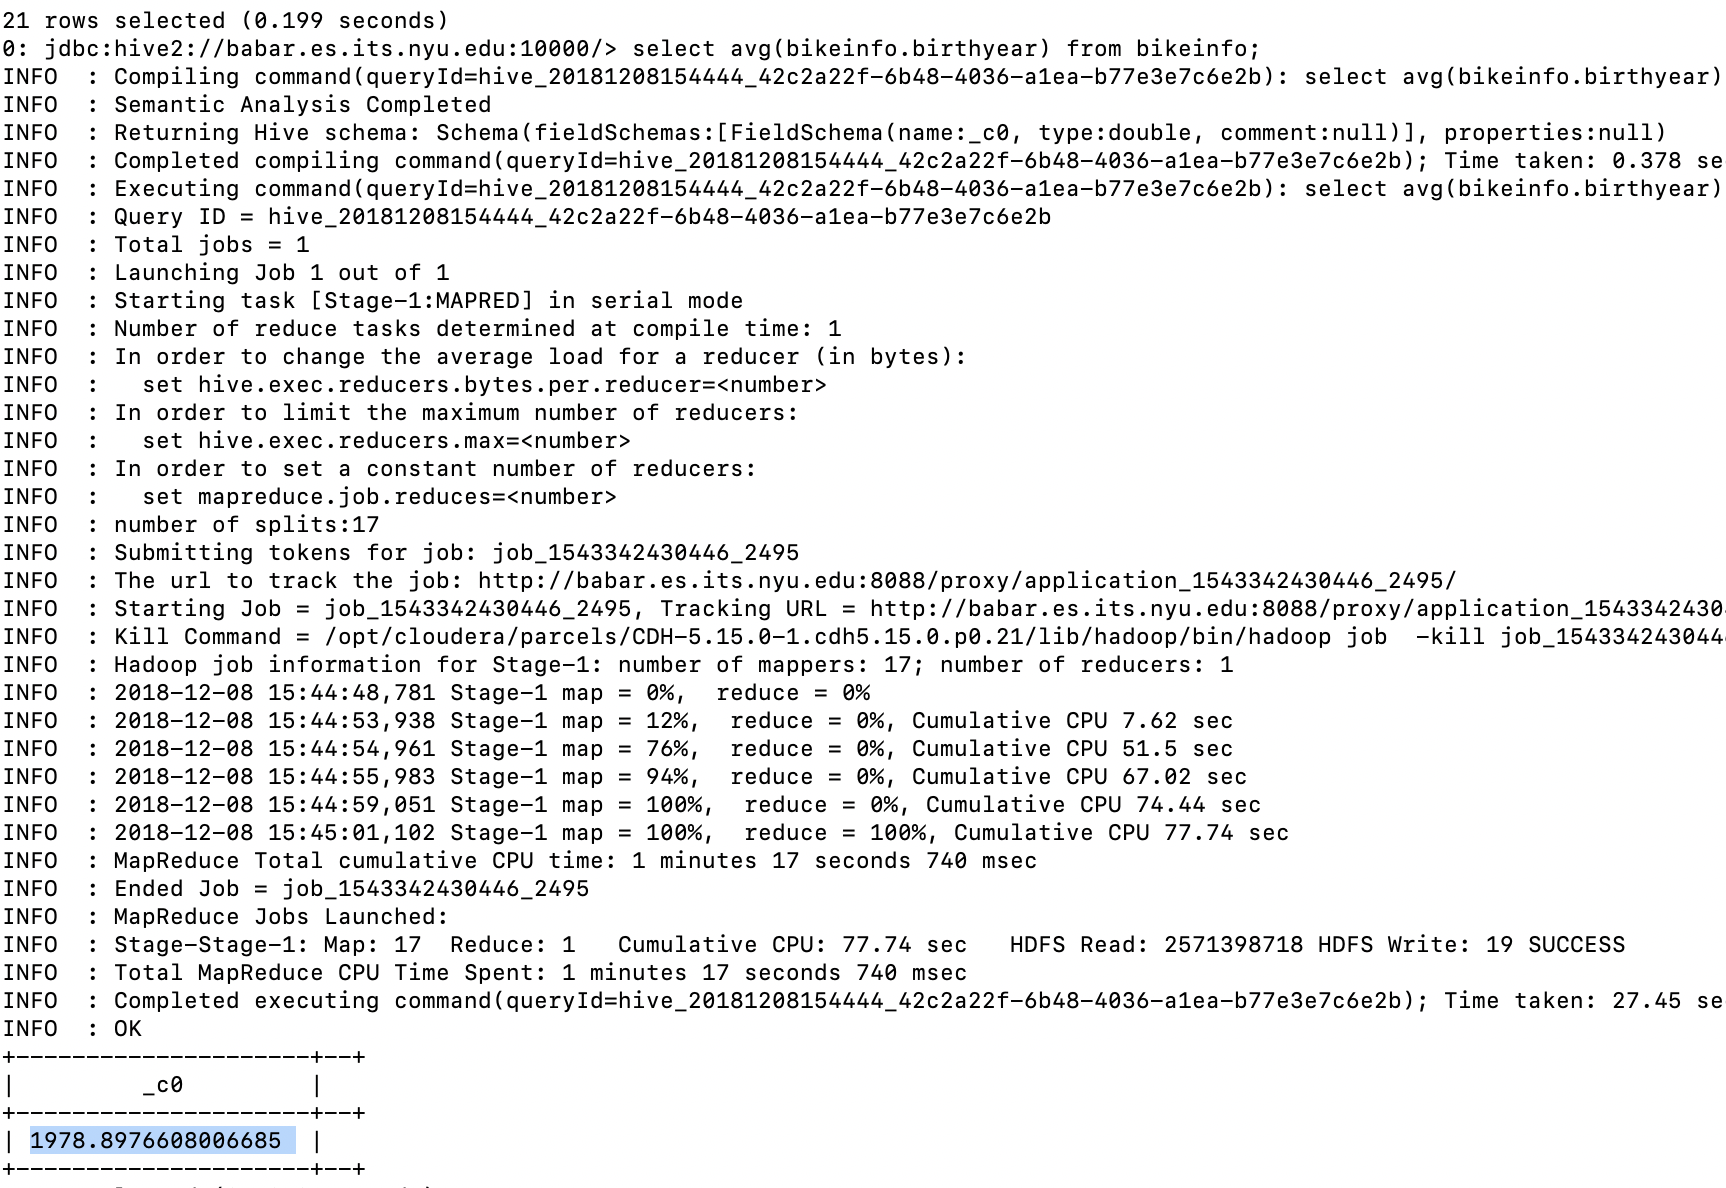 21 rows selected (0.199 seconds)
0: jdbc:hive2://babar.es.its.nyu.edu:10000/> select avg(bikeinfo.birthyear) from bikeinfo;
INFO  : Compiling command(queryId=hive_20181208154444_42c2a22f-6b48-4036-a1ea-b77e3e7c6e2b): select avg(bikeinfo.birthyear)
INFO  : Semantic Analysis Completed
INFO  : Returning Hive schema: Schema(fieldSchemas:[FieldSchema(name:_c0, type:double, comment:null)], properties:null)
INFO  : Completed compiling command(queryId=hive_20181208154444_42c2a22f-6b48-4036-a1ea-b77e3e7c6e2b); Time taken: 0.378 se
INFO  : Executing command(queryId=hive_20181208154444_42c2a22f-6b48-4036-a1ea-b77e3e7c6e2b): select avg(bikeinfo.birthyear)
INFO  : Query ID = hive_20181208154444_42c2a22f-6b48-4036-a1ea-b77e3e7c6e2b
INFO  : Total jobs = 1
INFO  : Launching Job 1 out of 1
INFO  : Starting task [Stage-1:MAPRED] in serial mode
INFO  : Number of reduce tasks determined at compile time: 1
INFO  : In order to change the average load for a reducer (in bytes):
INFO  :   set hive.exec.reducers.bytes.per.reducer=<number>
INFO  : In order to limit the maximum number of reducers:
INFO  :   set hive.exec.reducers.max=<number>
INFO  : In order to set a constant number of reducers:
INFO  :   set mapreduce.job.reduces=<number>
INFO  : number of splits:17
INFO  : Submitting tokens for job: job_1543342430446_2495
INFO  : The url to track the job: http://babar.es.its.nyu.edu:8088/proxy/application_1543342430446_2495/
INFO  : Starting Job = job_1543342430446_2495, Tracking URL = http://babar.es.its.nyu.edu:8088/proxy/application_154334243044
INFO  : Kill Command = /opt/cloudera/parcels/CDH-5.15.0-1.cdh5.15.0.p0.21/lib/hadoop/bin/hadoop job  -kill job_1543342430446
INFO  : Hadoop job information for Stage-1: number of mappers: 17; number of reducers: 1
INFO  : 2018-12-08 15:44:48,781 Stage-1 map = 0%,  reduce = 0%
INFO  : 2018-12-08 15:44:53,938 Stage-1 map = 12%,  reduce = 0%, Cumulative CPU 7.62 sec
INFO  : 2018-12-08 15:44:54,961 Stage-1 map = 76%,  reduce = 0%, Cumulative CPU 51.5 sec
INFO  : 2018-12-08 15:44:55,983 Stage-1 map = 94%,  reduce = 0%, Cumulative CPU 67.02 sec
INFO  : 2018-12-08 15:44:59,051 Stage-1 map = 100%,  reduce = 0%, Cumulative CPU 74.44 sec
INFO  : 2018-12-08 15:45:01,102 Stage-1 map = 100%,  reduce = 100%, Cumulative CPU 77.74 sec
INFO  : MapReduce Total cumulative CPU time: 1 minutes 17 seconds 740 msec
INFO  : Ended Job = job_1543342430446_2495
INFO  : MapReduce Jobs Launched:
INFO  : Stage-Stage-1: Map: 17  Reduce: 1   Cumulative CPU: 77.74 sec   HDFS Read: 2571398718 HDFS Write: 19 SUCCESS
INFO  : Total MapReduce CPU Time Spent: 1 minutes 17 seconds 740 msec
INFO  : Completed executing command(queryId=hive_20181208154444_42c2a22f-6b48-4036-a1ea-b77e3e7c6e2b); Time taken: 27.45 se
INFO  : OK
+---------------------+--+
|         _c0         |
+---------------------+--+
| 1978.8976608006685  |
+---------------------+--+